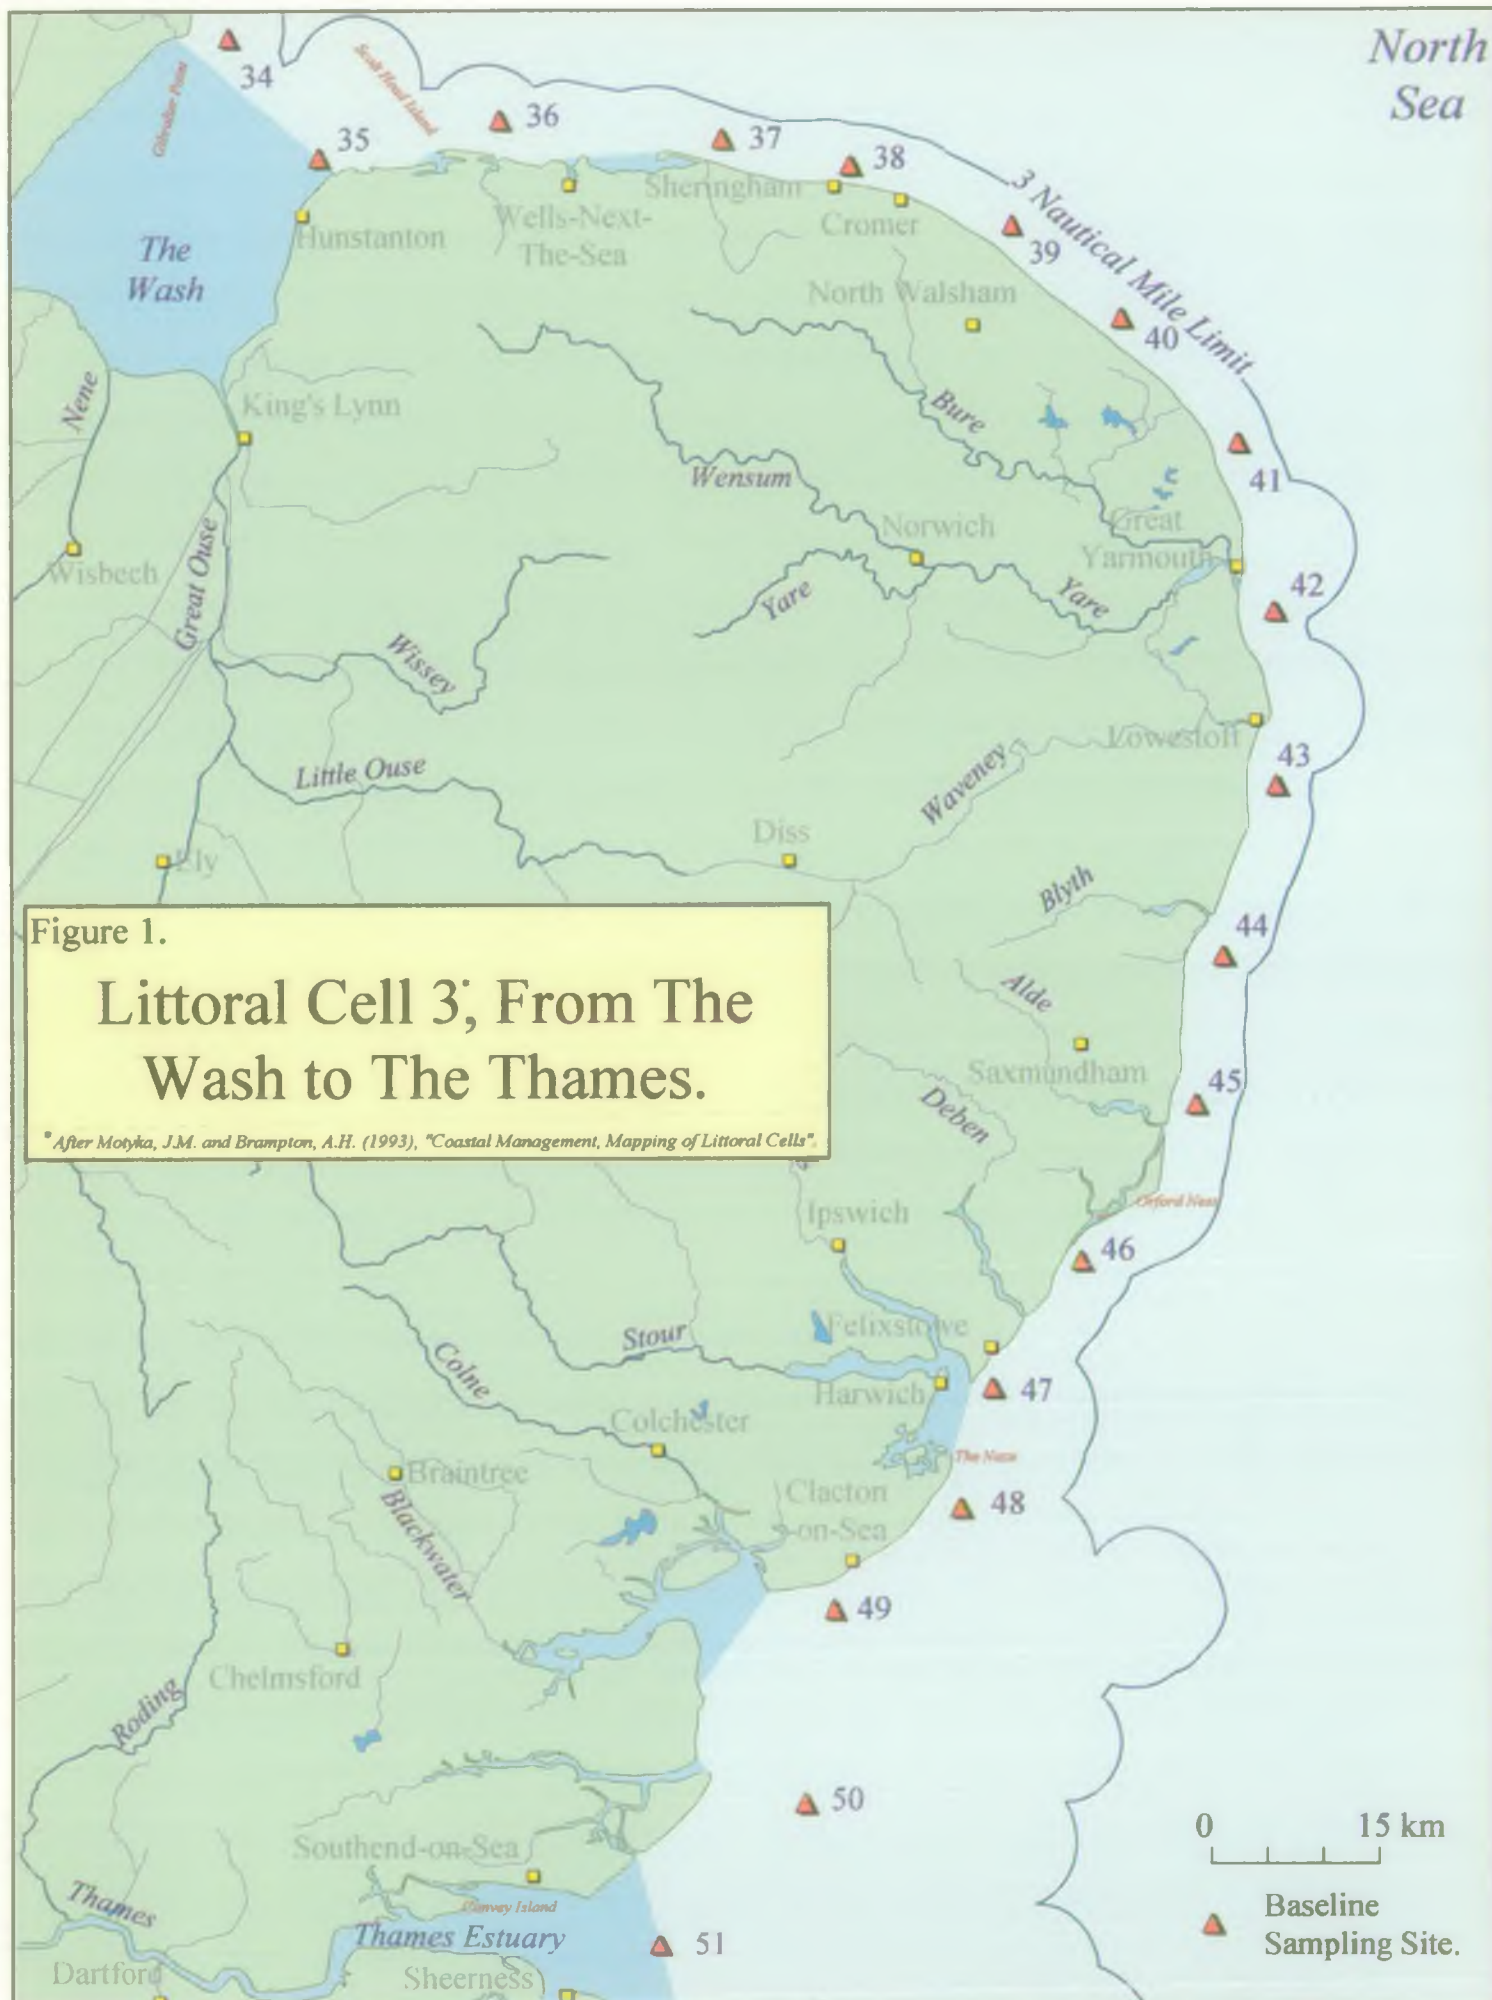 North
Sea
34
Scolt Head Island
Gibraltar Point
35
36
37
38
Sheringham
Cromer
3 Nautical Mile Limit
39
Hunstanton
Wells-Next-
The-Sea
The
Wash
North Walsham
40
Nene
King's Lynn
Bure
Wensum
41
Great Ouse
Norwich
Great
Yarmouth
Wisbech
Yare
Yare
42
Wissey
Lowestoft
43
Little Ouse
Waveney
Diss
Ely
Blyth
44
Figure 1.
Littoral Cell 3*, From The
Wash to The Thames.
*After Motyka, J.M. and Brampton, A.H. (1993), "Coastal Management, Mapping of Littoral Cells".
Alde
Saxmundham
45
Deben
Orford Ness
Ipswich
46
Felixstowe
Stour
Colne
Harwich
47
Colchester
The Naze
Braintree
Clacton
-on-Sea
48
Blackwater
49
Chelmsford
Roding
50
0 15 km
Southend-on-Sea
Thames
Canvey Island
Thames Estuary
51
Baseline
Sampling Site.
Dartford
Sheerness